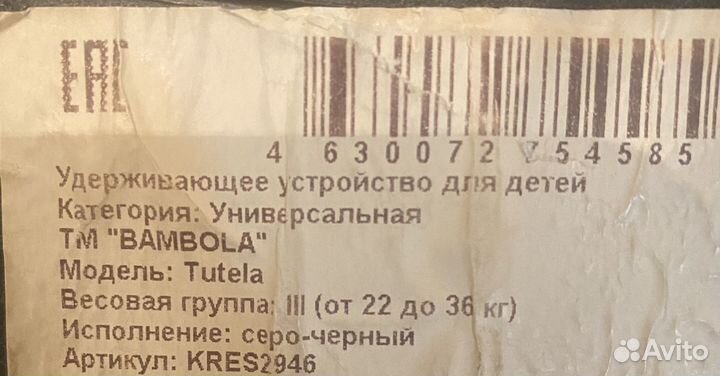 EAC
4 630072 754585
Удерживающее устройство для детей
Категория: Универсальная
ТМ "BAMBOLA"
Модель: Tutela
Весовая группа: III (от 22 до 36 кг)
Исполнение: серо-черный
Артикул: KRES2946
Avito